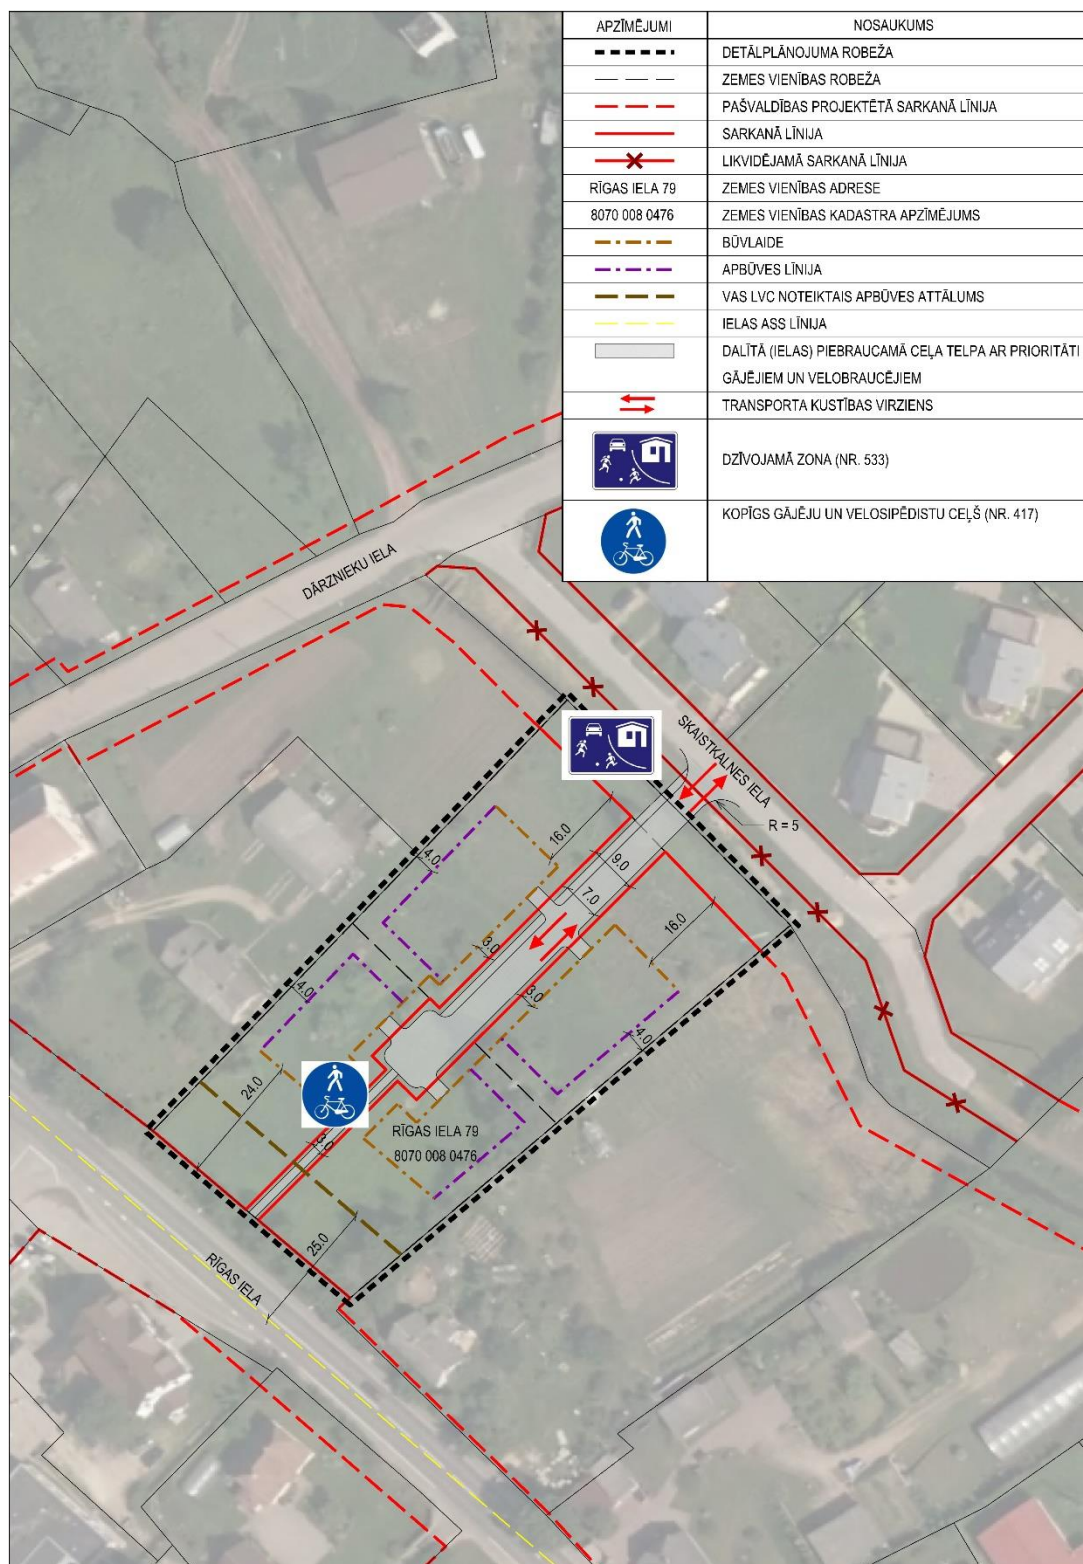 APZĪMĒJUMI NOSAUKUMS
DETĀLPLĀNOJUMA ROBEŽA
ZEMES VIENĪBAS ROBEŽA
PAŠVALDĪBAS PROJEKTĒTĀ SARKANĀ LĪNIJA
SARKANĀ LĪNIJA
LIKVIDĒJAMĀ SARKANĀ LĪNIJA
RĪGAS IELA 79 ZEMES VIENĪBAS ADRESE
8070 008 0476 ZEMES VIENĪBAS KADASTRA APZĪMĒJUMS
BŪVLAIDE
APBŪVES LĪNIJA
VAS LVC NOTEIKTAIS APBŪVES ATTĀLUMS
IELAS ASS LĪNIJA
DALĪTĀ (IELAS) PIEBRAUCAMĀ CEĻA TELPA AR PRIORITĀTI
GĀJĒJIEM UN VELOBRAUCĒJIEM
TRANSPORTA KUSTĪBAS VIRZIENS
DZĪVOJAMĀ ZONA (NR. 533)
KOPĪGS GĀJĒJU UN VELOSIPĒDISTU CEĻŠ (NR. 417)
DĀRZNIEKU IELA
SKAISTKALNES IELA
R = 5
16.0
4.0
9.0
7.0
16.0
3.0
4.0
3.0
4.0
24.0
RĪGAS IELA 79
8070 008 0476
3.0
25.0
RĪGAS IELA